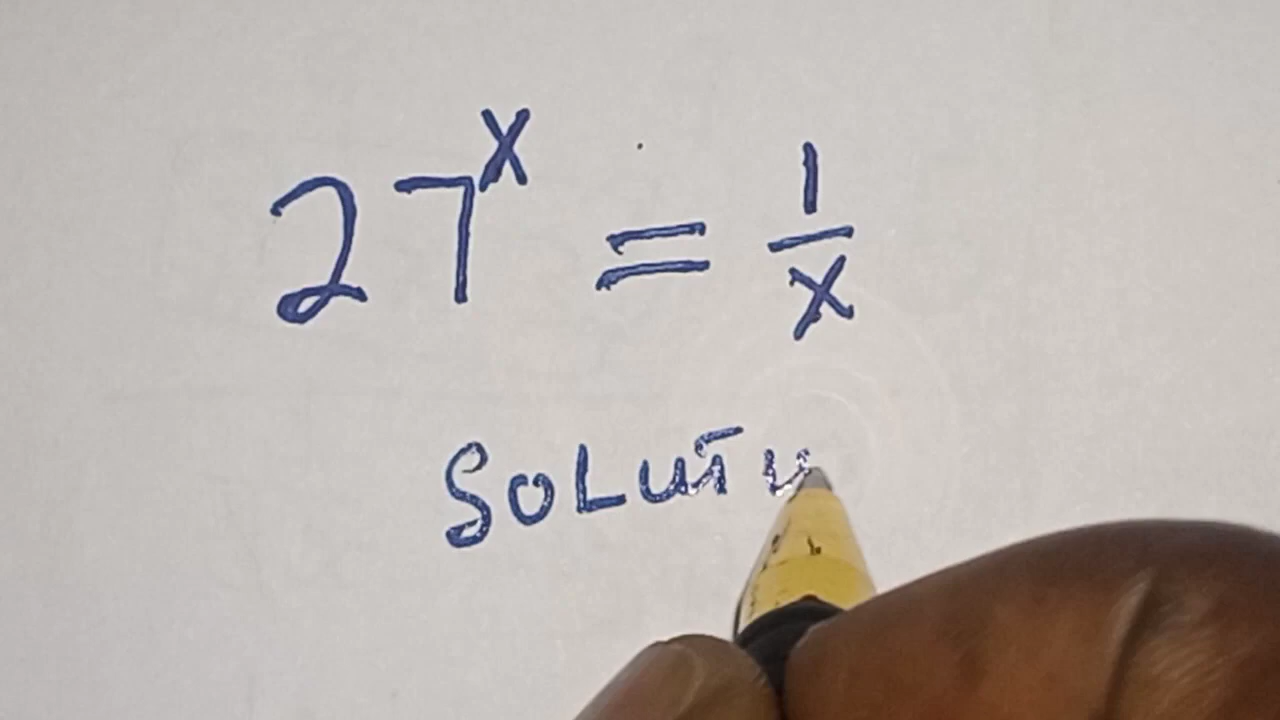 27^x = 1/x
SOLUTI